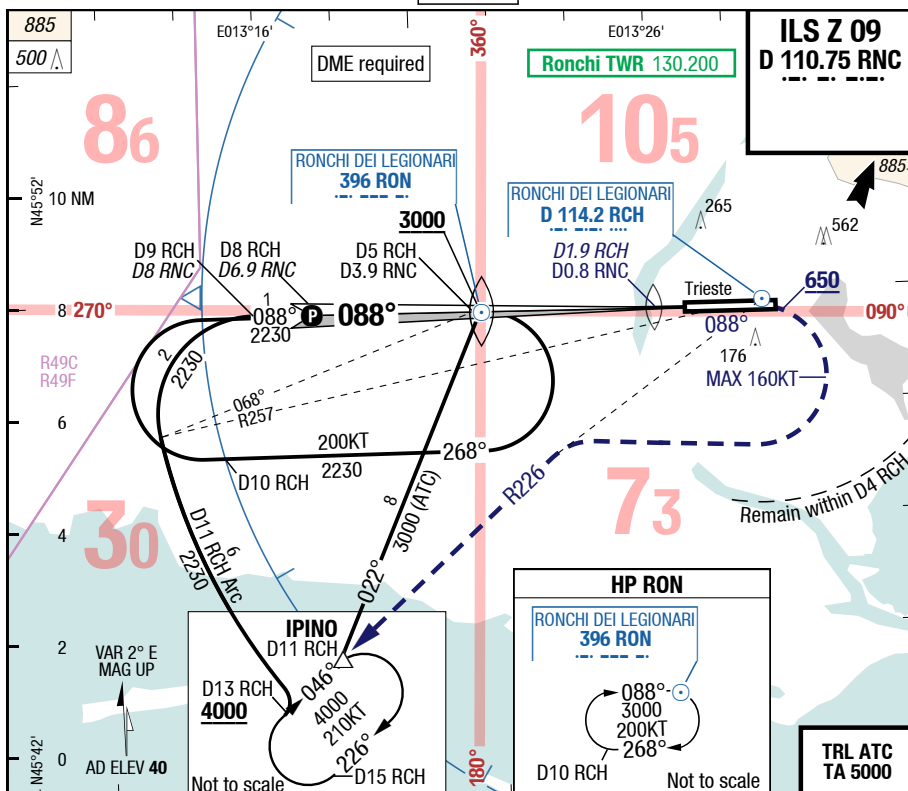 885
500
E013°16'
DME required
360°
E013°26'
Ronchi TWR 130.200
ILS Z 09
D 110.75 RNC
86
105
885
N45°52'
10 NM
RONCHI DEI LEGIONARI
396 RON
RONCHI DEI LEGIONARI
D 114.2 RCH
265
562
3000
D9 RCH
D8 RNC
D8 RCH
D6.9 RNC
D5 RCH
D3.9 RNC
D1.9 RCH
D0.8 RNC
Trieste
650
8
270°
1
088°
2230
P
088°
088°
090°
R49C
R49F
2
2230
176
MAX 160KT
068°
R257
6
200KT
2230
268°
D10 RCH
R226
73
Remain within D4 RCH
4
30
6
D11 RCH Arc
2230
8
3000 (ATC)
022°
HP RON
RONCHI DEI LEGIONARI
396 RON
088°
3000
200KT
268°
D10 RCH
Not to scale
IPINO
D11 RCH
046°
4000
210KT
226°
D13 RCH
4000
D15 RCH
Not to scale
2
VAR 2° E
MAG UP
AD ELEV 40
N45°42'
0
180°
TRL ATC
TA 5000